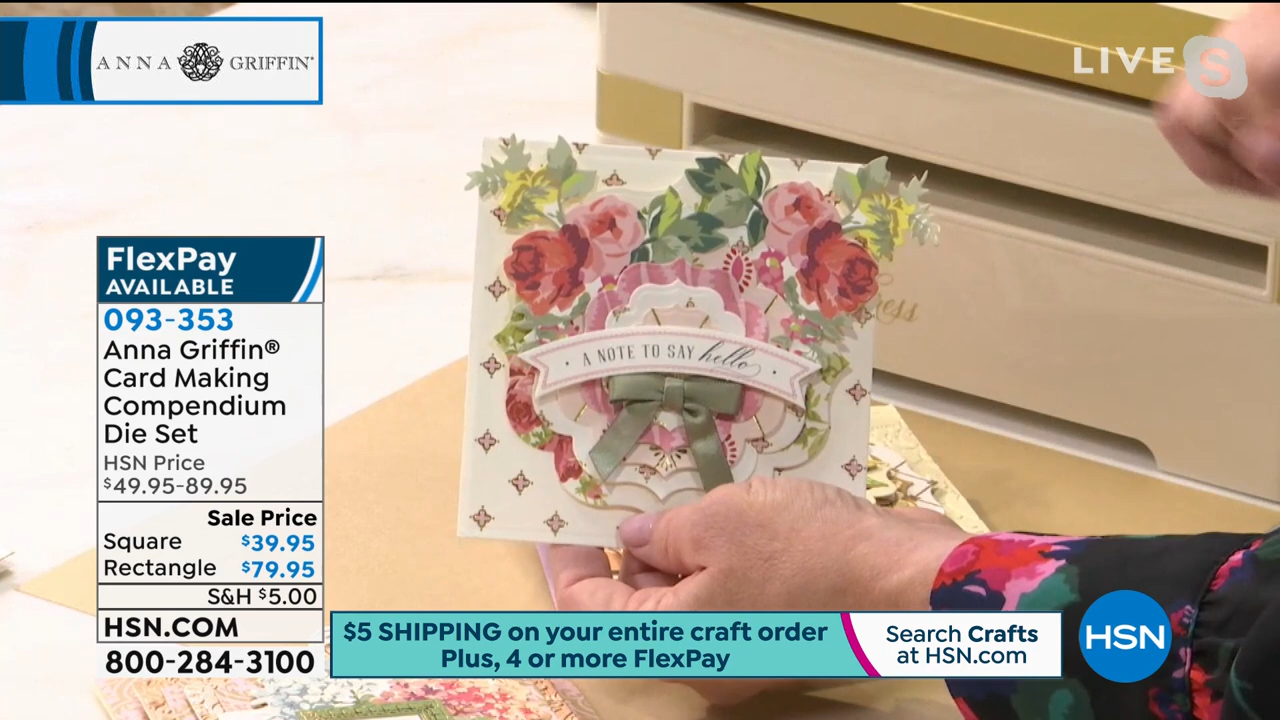 ANNA GRIFFIN®
LIVE S
FlexPay
AVAILABLE
093-353
Anna Griffin®
Card Making
Compendium
Die Set
HSN Price
$49.95-89.95
Sale Price
Square $39.95
Rectangle $79.95
S&H $5.00
HSN.COM
800-284-3100
• A NOTE TO SAY hello •
$5 SHIPPING on your entire craft order
Plus, 4 or more FlexPay
Search Crafts
at HSN.com
HSN